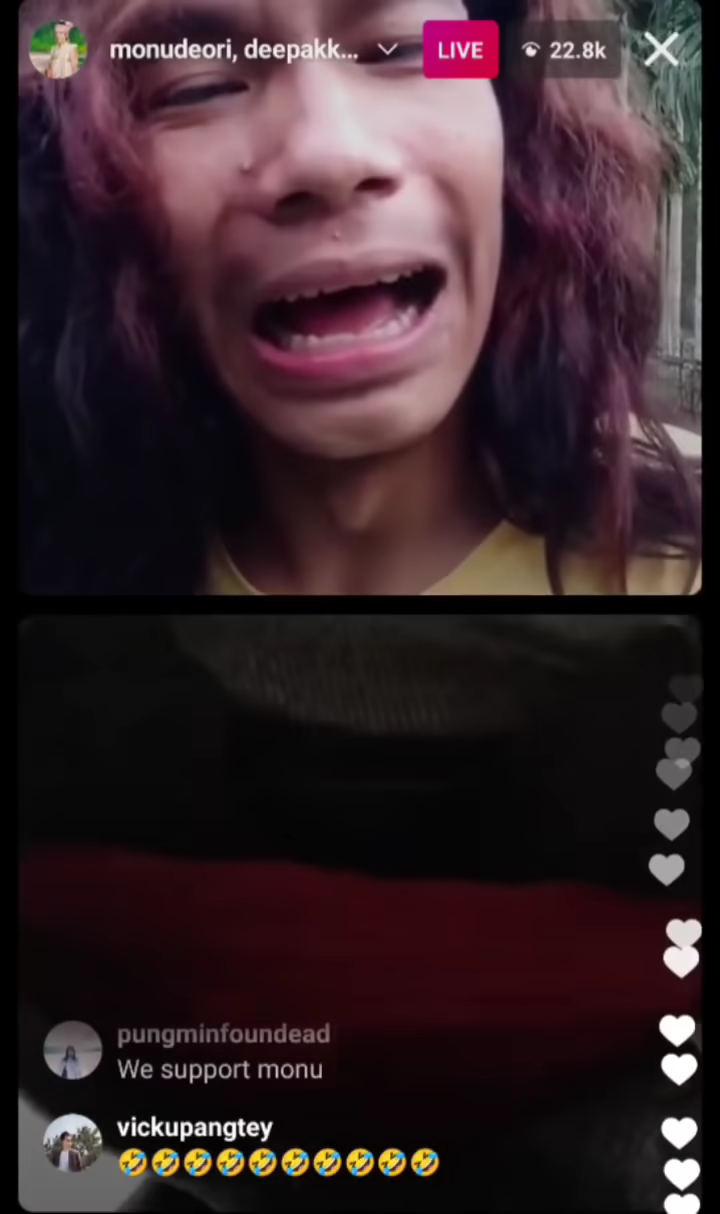 monudeori, deepakk...
LIVE
22.8k
pungminfoundead
We support monu
vickupangtey
🤣🤣🤣🤣🤣🤣🤣🤣🤣🤣